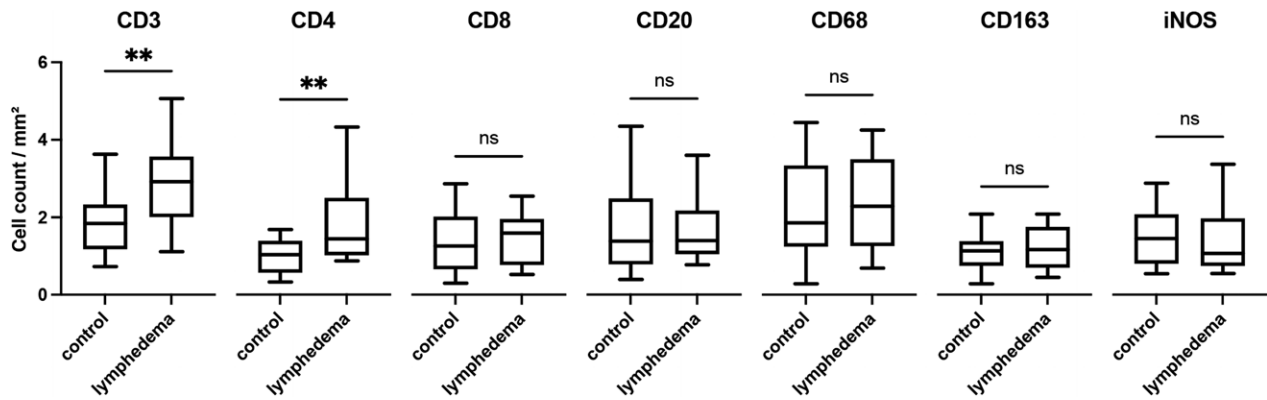 CD3 CD4 CD8 CD20 CD68 CD163 iNOS
** ** ns ns ns ns ns
Cell count / mm²
6
4
2
0
control lymphedema control lymphedema control lymphedema control lymphedema control lymphedema control lymphedema control lymphedema